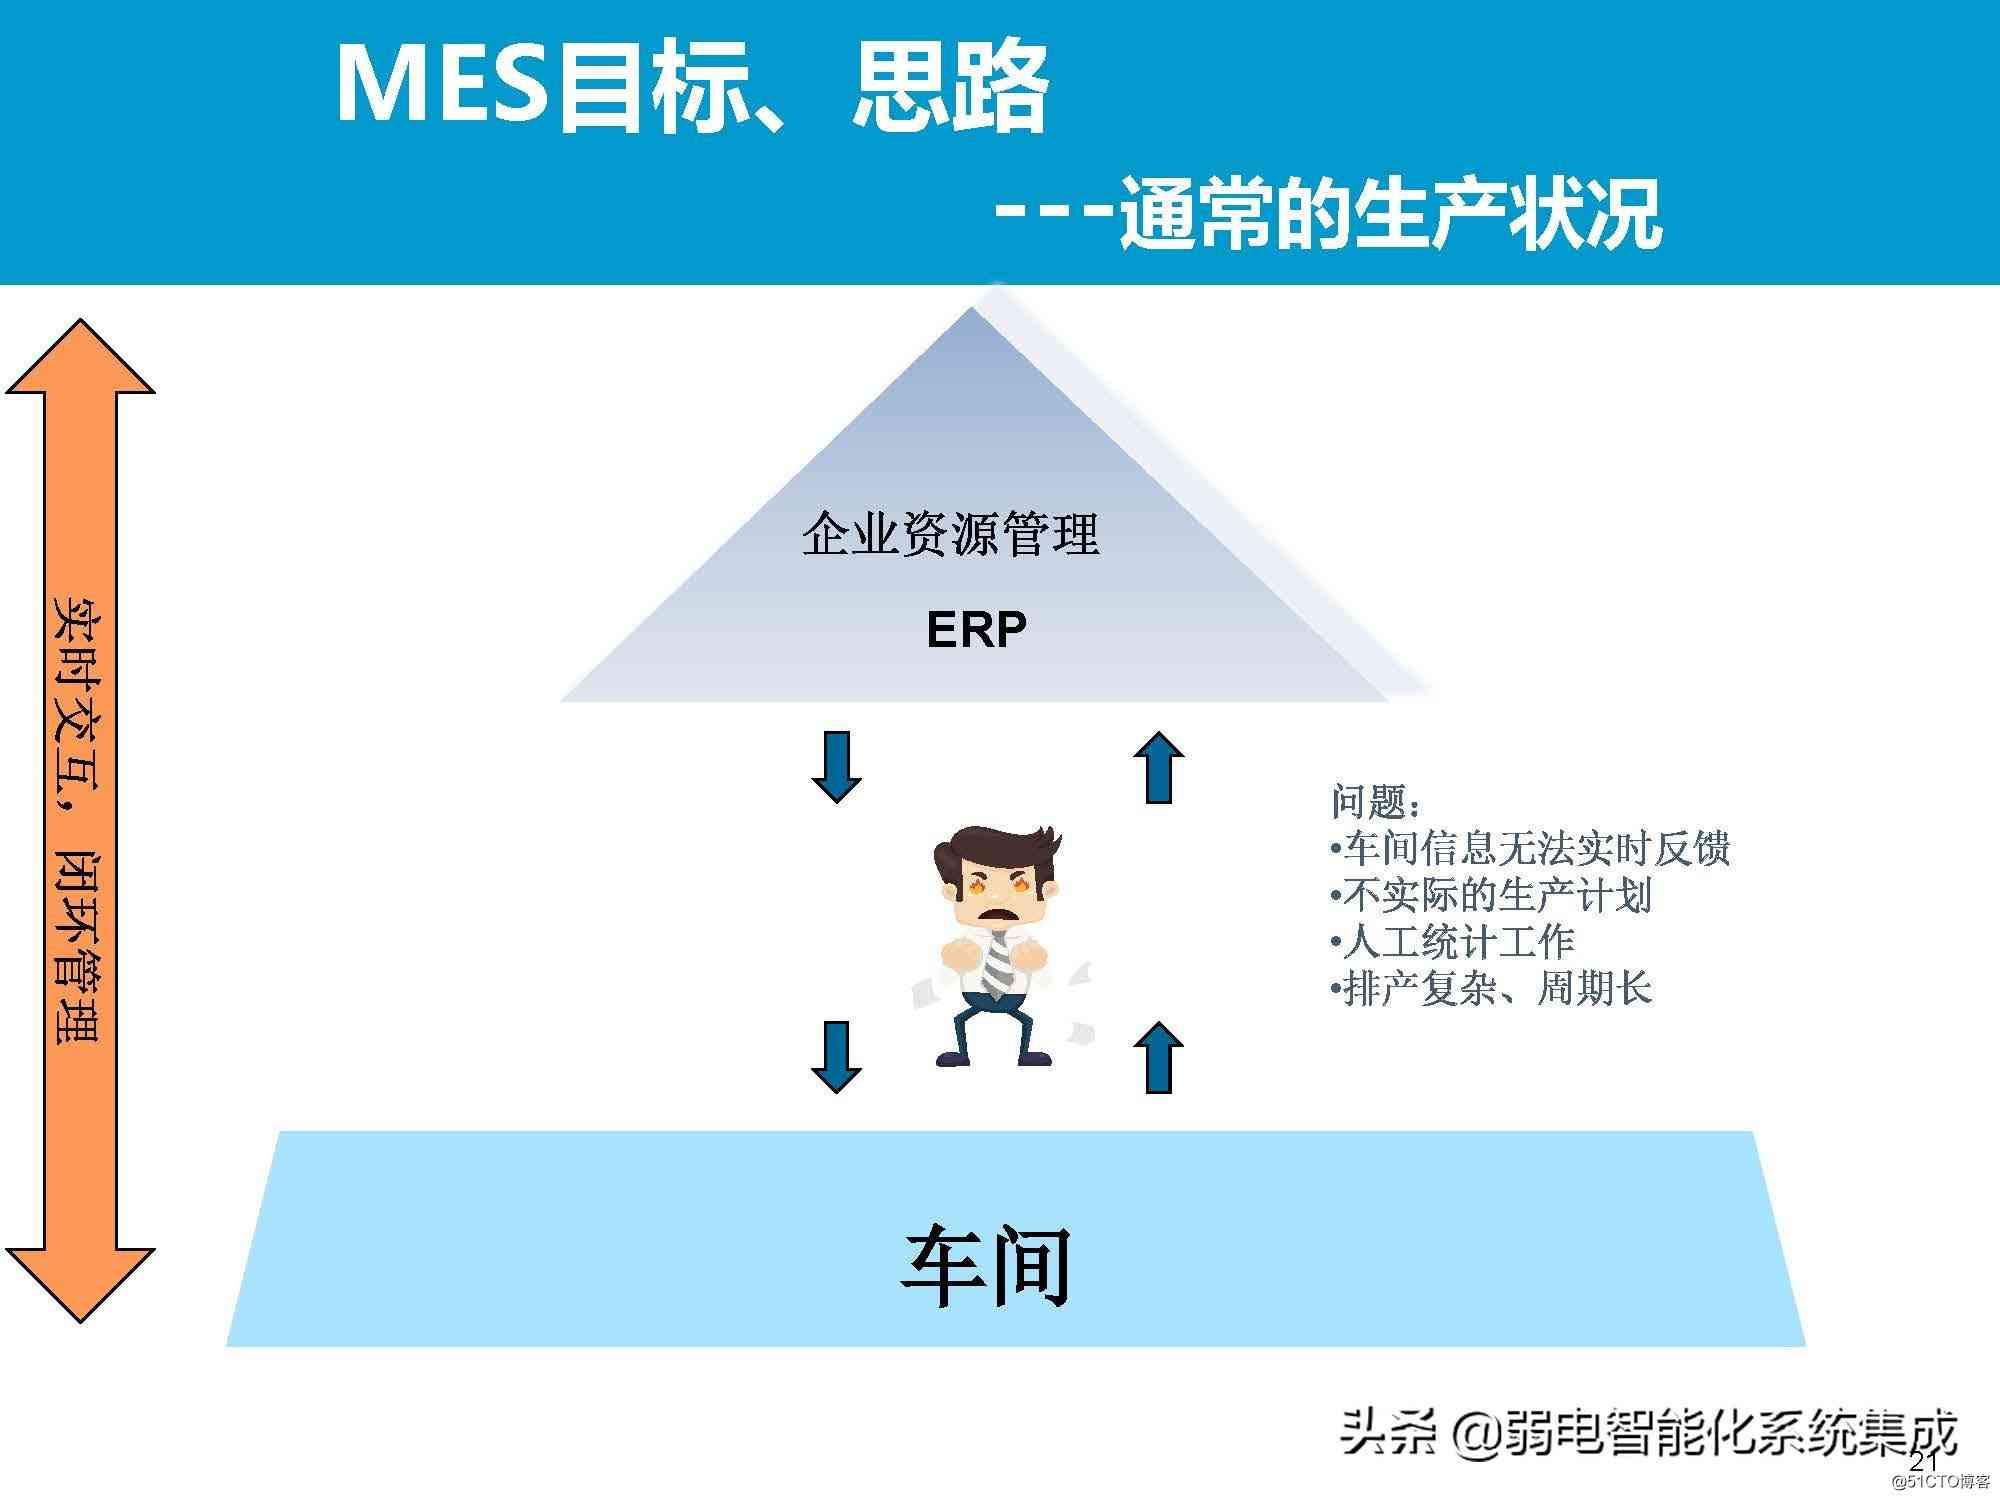 MES目标、思路
---通常的生产状况
企业资源管理
ERP
实时交互，闭环管理
问题：
•车间信息无法实时反馈
•不实际的生产计划
•人工统计工作
•排产复杂、周期长
车间
头条 @弱电智能化系统集成
21
@51CTO博客